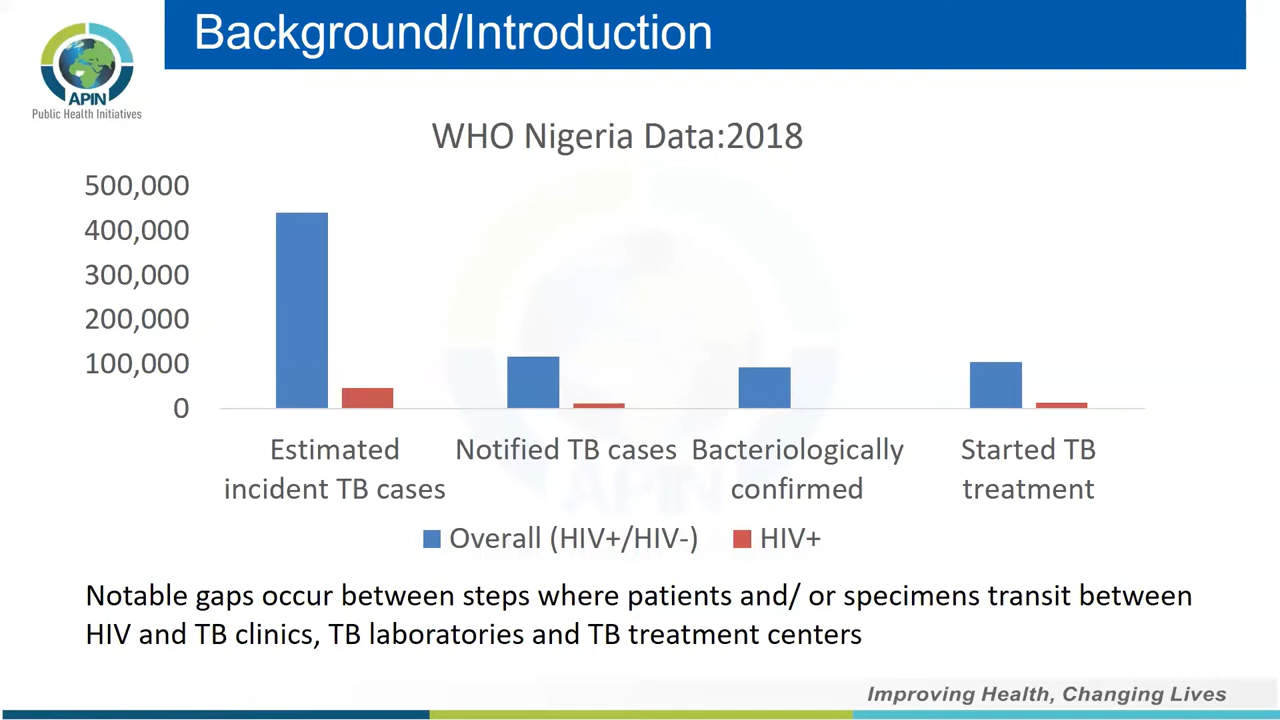 Background/Introduction
APIN
Public Health Initiatives
WHO Nigeria Data:2018
500,000
400,000
300,000
200,000
100,000
0
Estimated
incident TB cases
Notified TB cases
Bacteriologically
confirmed
Started TB
treatment
Overall (HIV+/HIV-)
HIV+
APIN
Notable gaps occur between steps where patients and/ or specimens transit between
HIV and TB clinics, TB laboratories and TB treatment centers
Improving Health, Changing Lives